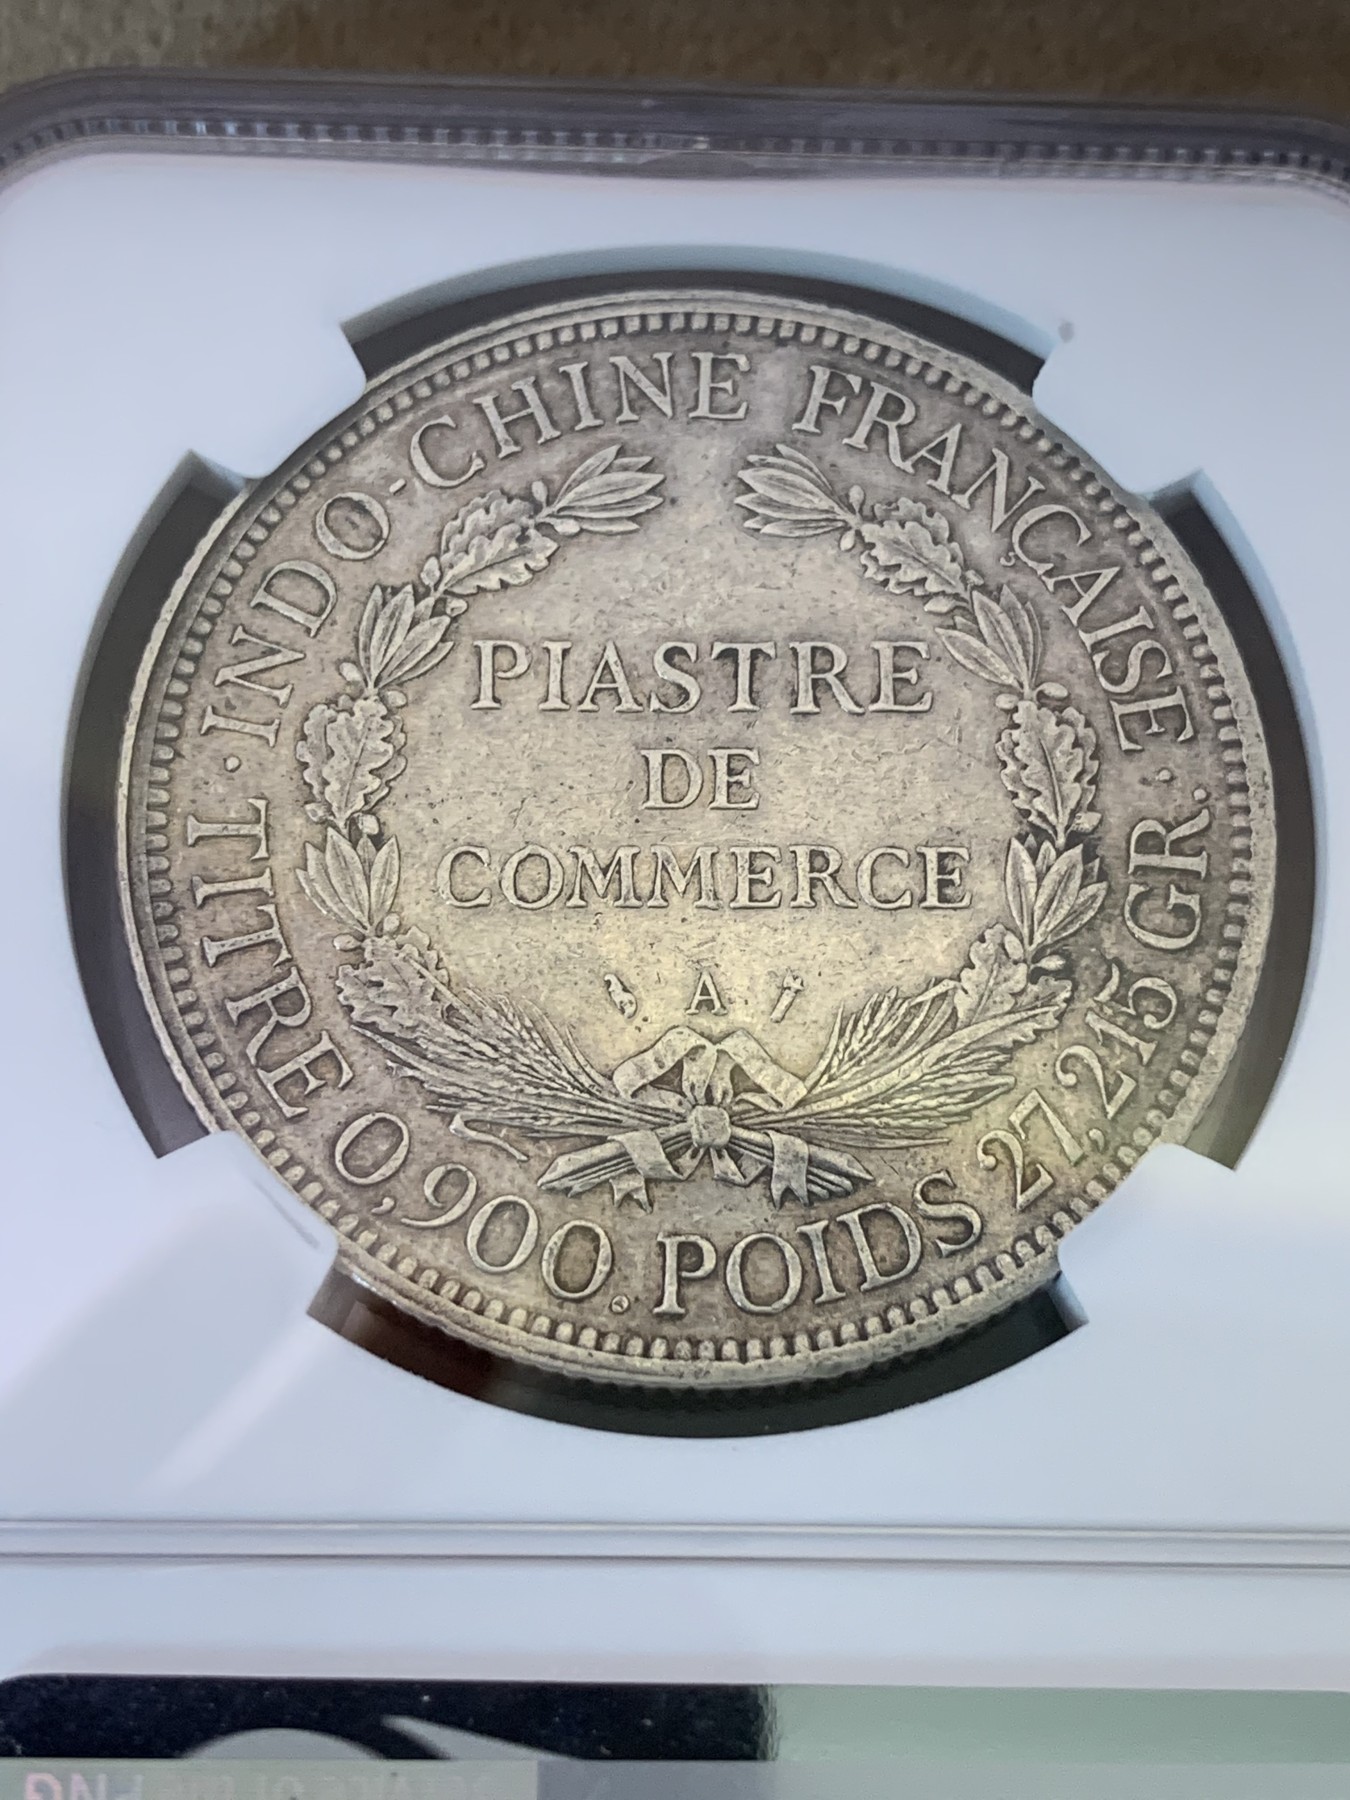 INDO-CHINE FRANÇAISE
PIASTRE
DE
COMMERCE
A
TITRE 0,900. POIDS 27,215 GR.